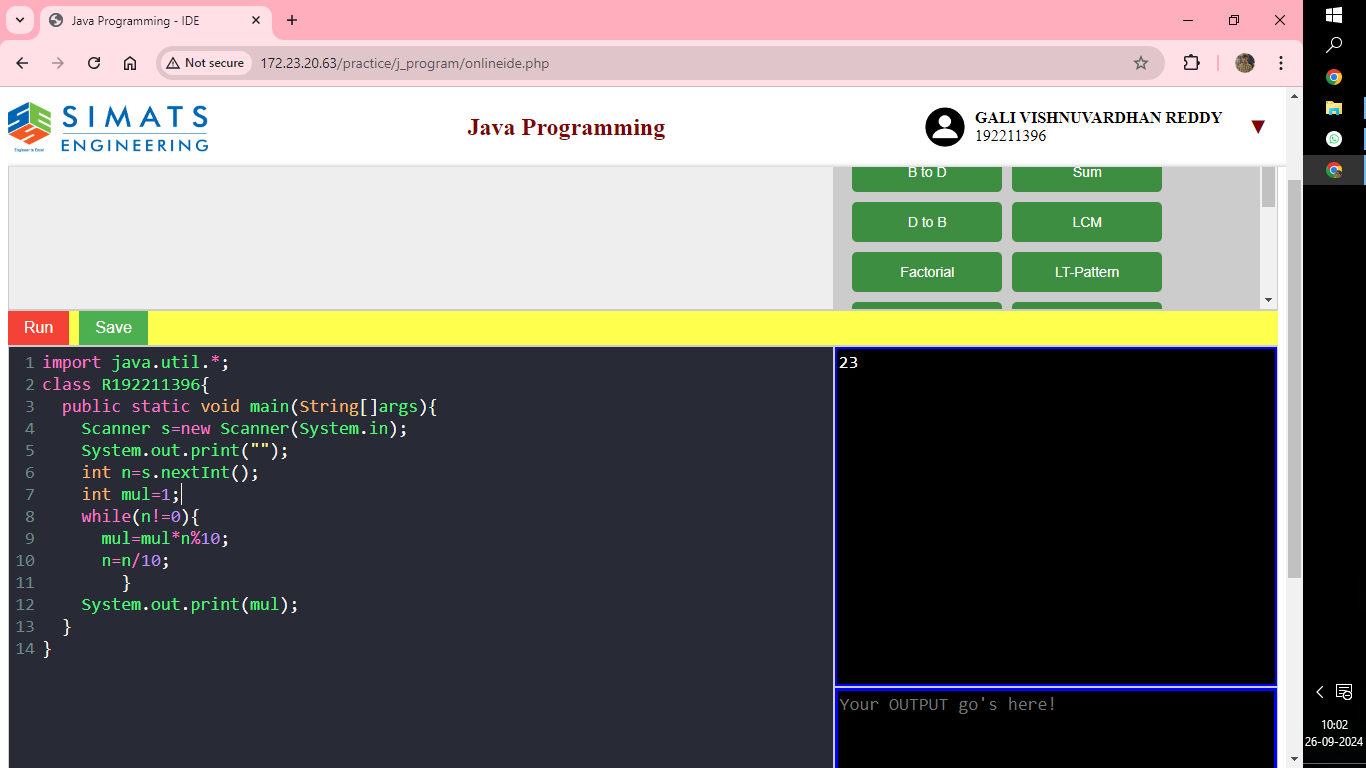 Java Programming - IDE
Not secure
172.23.20.63/practice/j_program/onlineide.php
SIMATS
ENGINEERING
Engineer to Excel
Java Programming
GALI VISHNUVARDHAN REDDY
192211396
B to D
Sum
D to B
LCM
Factorial
LT-Pattern
Run
Save
1 import java.util.*;
2 class R192211396{
3 public static void main(String[]args){
4 Scanner s=new Scanner(System.in);
5 System.out.print("");
6 int n=s.nextInt();
7 int mul=1;
8 while(n!=0){
9 mul=mul*n%10;
10 n=n/10;
11 }
12 System.out.print(mul);
13 }
14 }
23
Your OUTPUT go's here!
10:02
26-09-2024